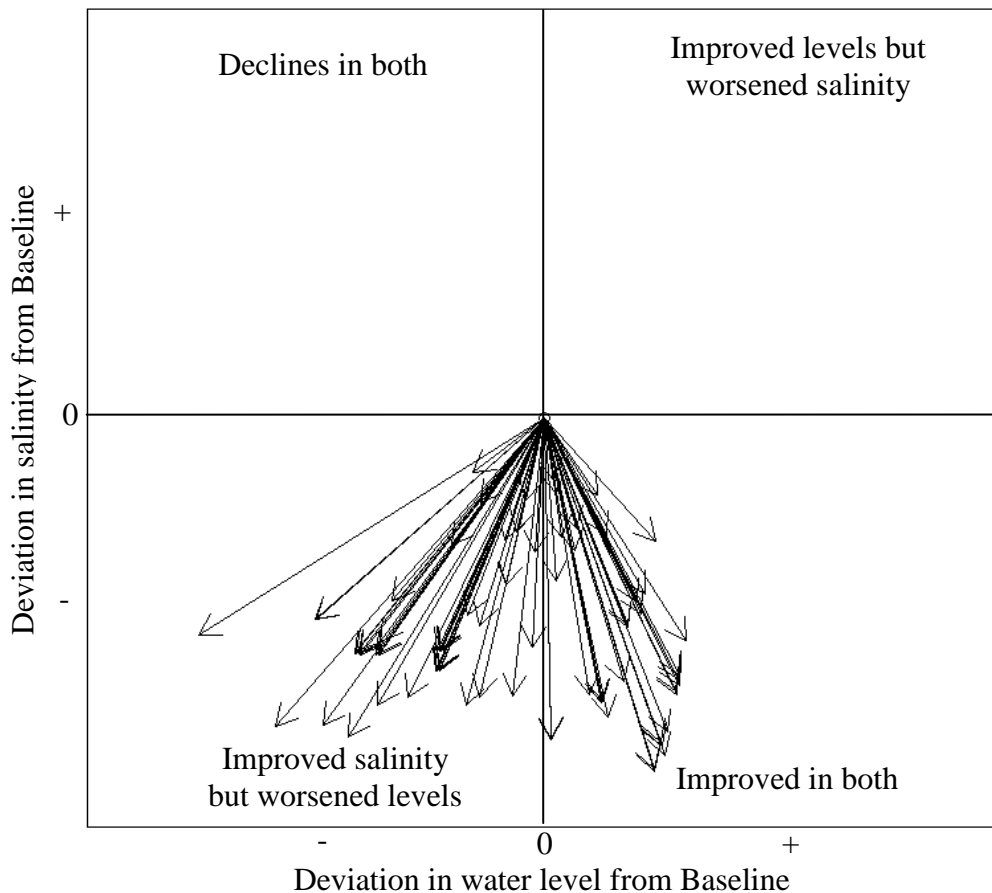 Declines in both
Improved levels but
worsened salinity
Deviation in salinity from Baseline
+
0
-
Improved salinity
but worsened levels
Improved in both
-
0
+
Deviation in water level from Baseline